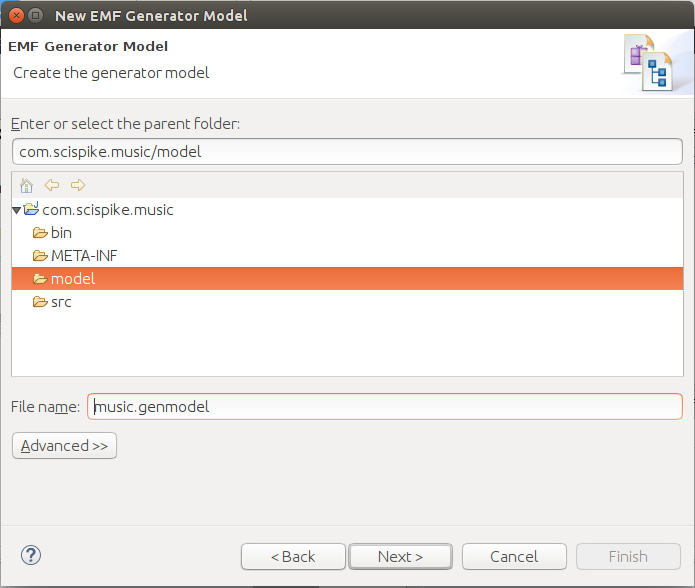 New EMF Generator Model
EMF Generator Model
Create the generator model
Enter or select the parent folder:
com.scispike.music/model
com.scispike.music
bin
META-INF
model
src
File name: music.genmodel
Advanced >>
? < Back Next > Cancel Finish